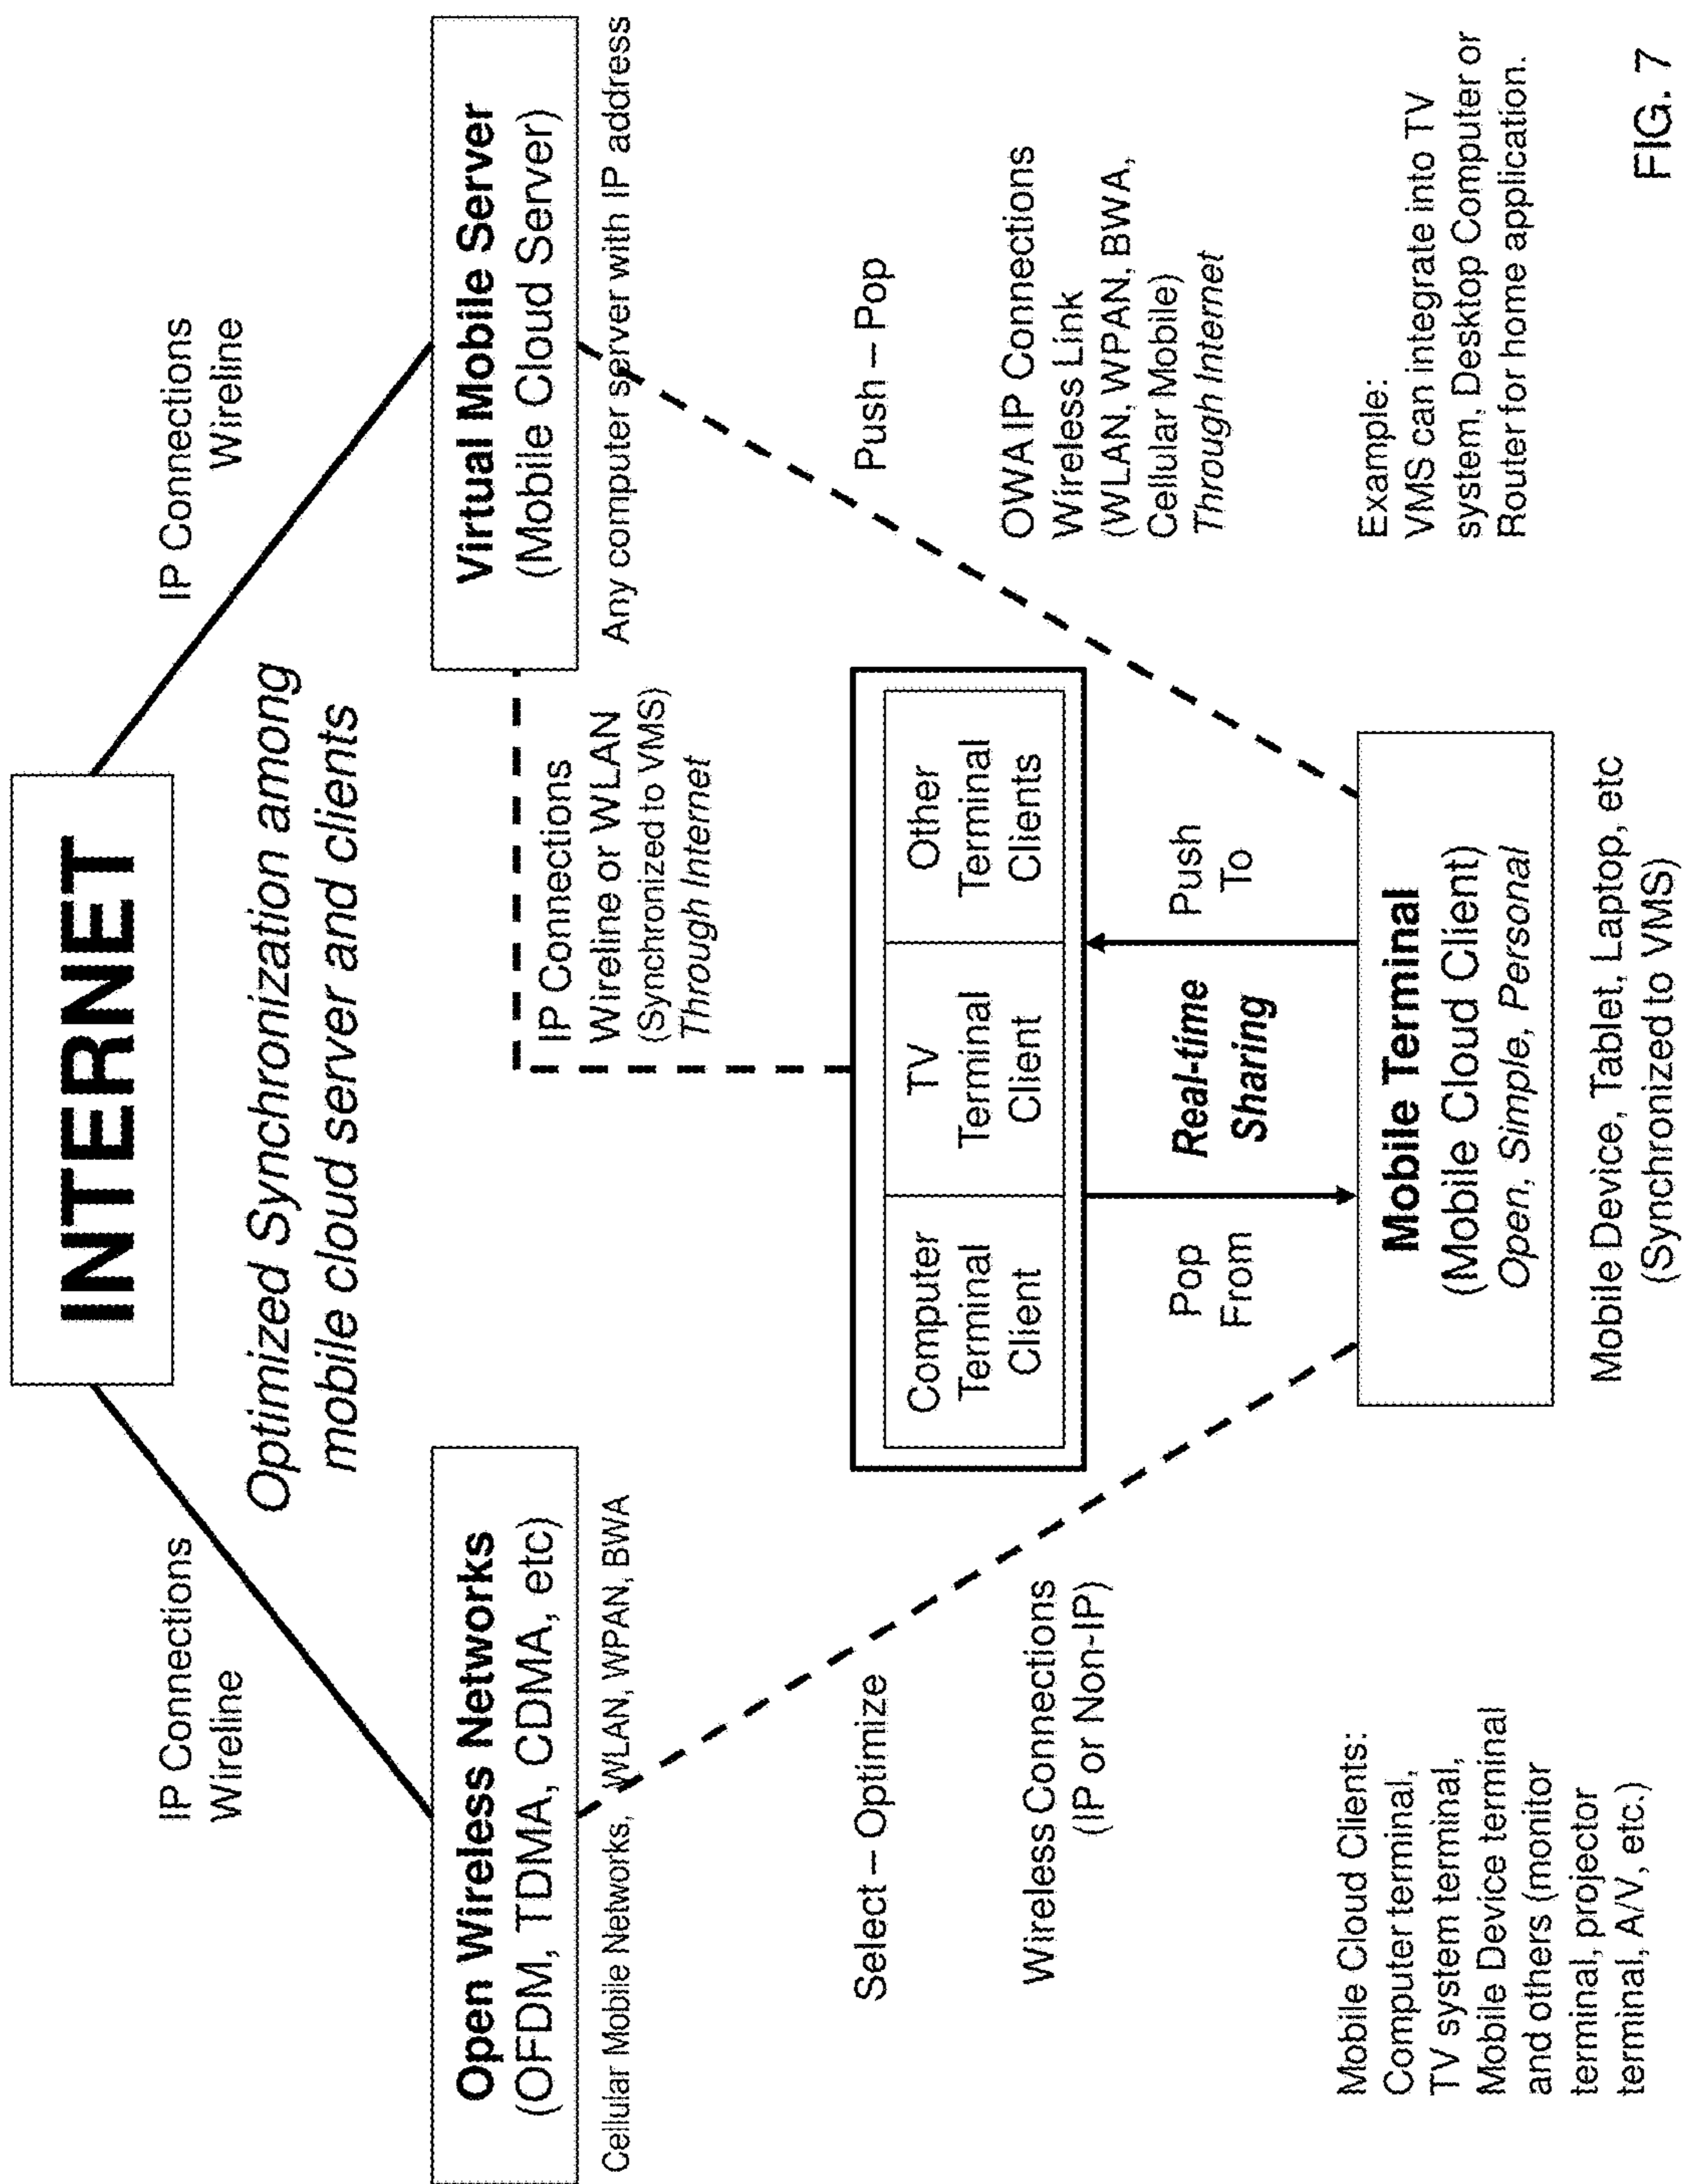 INTERNET
IP Connections
Wireline
Optimized Synchronization among
mobile cloud server and clients
IP Connections
Wireline
Open Wireless Networks
(OFDM, TDMA, CDMA, etc)
Cellular Mobile Networks, WLAN, WPAN, BWA
Virtual Mobile Server
(Mobile Cloud Server)
Any computer server with IP address
IP Connections
Wireline or WLAN
(Synchronized to VMS)
Through Internet
Select – Optimize
Wireless Connections
(IP or Non-IP)
Computer
Terminal
Client
TV
Terminal
Client
Other
Terminal
Clients
Push – Pop
OWA IP Connections
Wireless Link
(WLAN, WPAN, BWA,
Cellular Mobile)
Through Internet
Pop
From
Real-time
Sharing
Push
To
Mobile Cloud Clients:
Computer terminal,
TV system terminal,
Mobile Device terminal
and others (monitor
terminal, projector
terminal, A/V, etc.)
Mobile Terminal
(Mobile Cloud Client)
Open, Simple, Personal
Mobile Device, Tablet, Laptop, etc
(Synchronized to VMS)
Example:
VMS can integrate into TV
system, Desktop Computer or
Router for home application.
FIG. 7